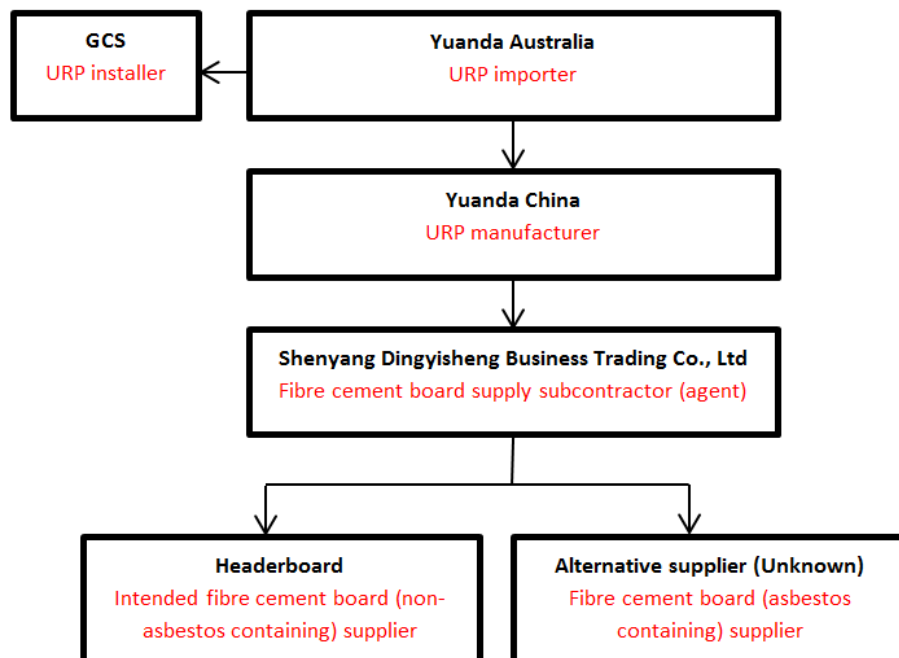 GCS
URP installer
Yuanda Australia
URP importer
Yuanda China
URP manufacturer
Shenyang Dingyisheng Business Trading Co., Ltd
Fibre cement board supply subcontractor (agent)
Headerboard
Intended fibre cement board (non-
asbestos containing) supplier
Alternative supplier (Unknown)
Fibre cement board (asbestos
containing) supplier